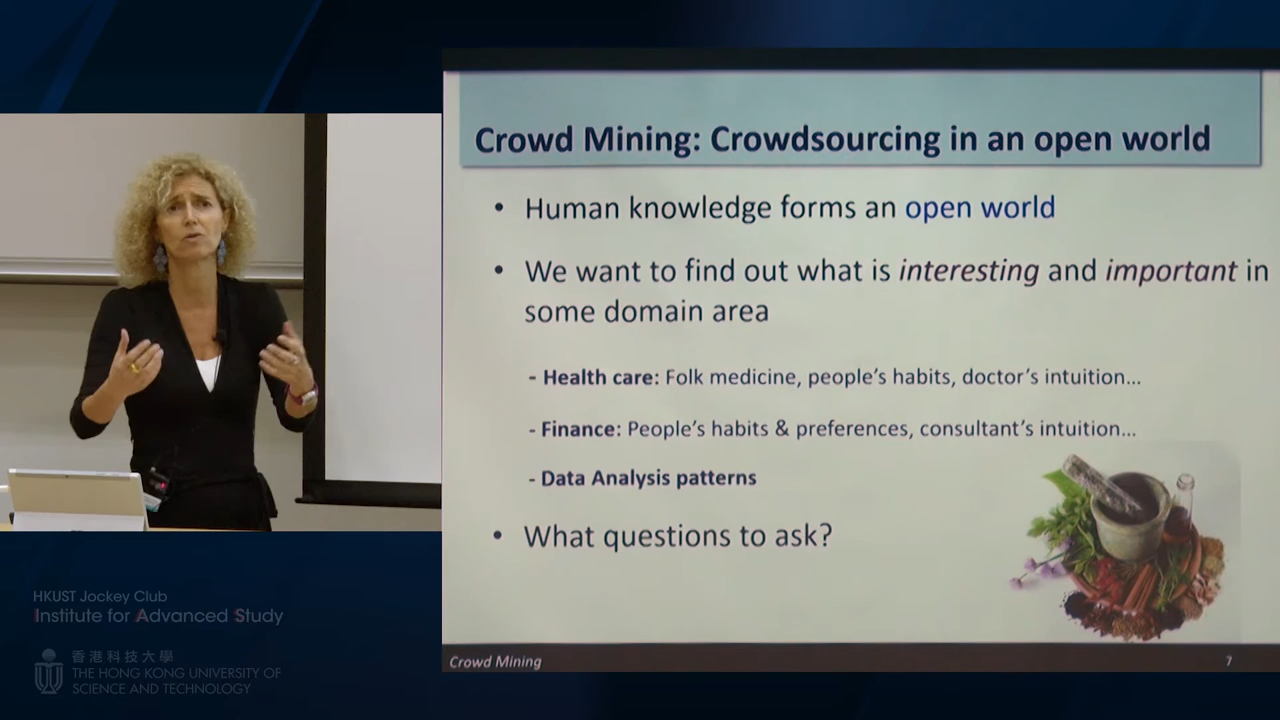 Crowd Mining: Crowdsourcing in an open world
• Human knowledge forms an open world
• We want to find out what is interesting and important in
some domain area
- Health care: Folk medicine, people's habits, doctor's intuition...
- Finance: People's habits & preferences, consultant's intuition...
- Data Analysis patterns
• What questions to ask?
Crowd Mining
7
HKUST Jockey Club
Institute for Advanced Study
香港科技大學
THE HONG KONG UNIVERSITY OF
SCIENCE AND TECHNOLOGY